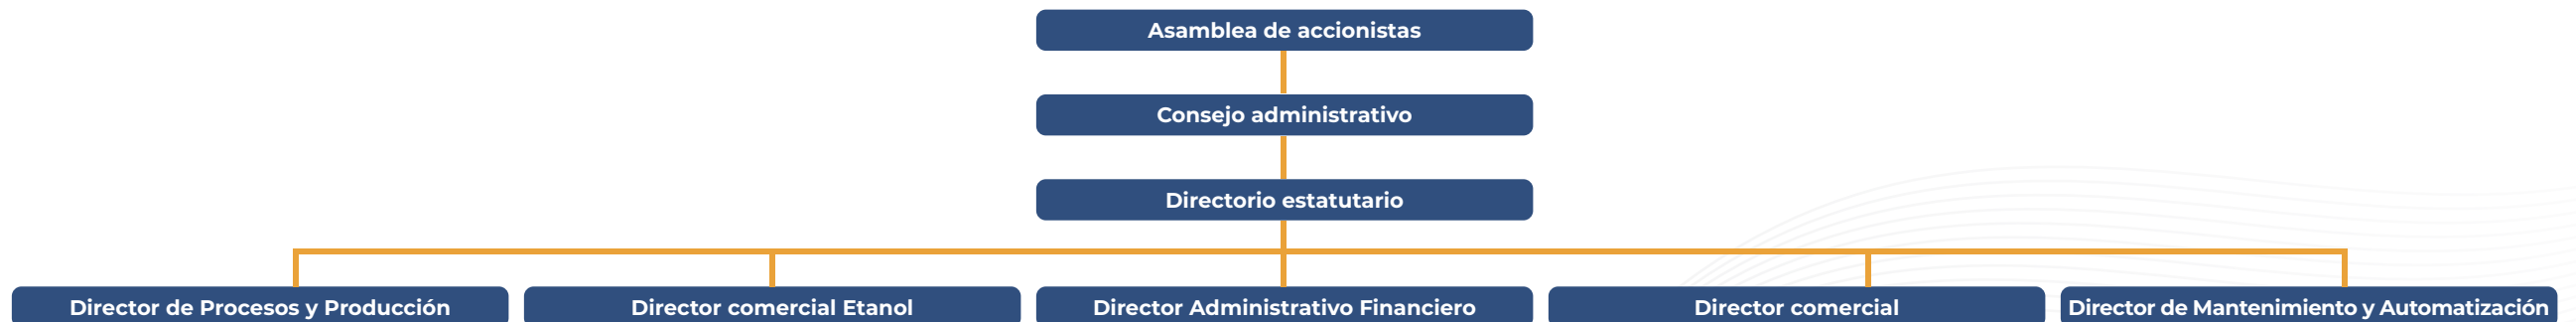 Asamblea de accionistas
Consejo administrativo
Directorio estatutario
Director de Procesos y Producción
Director comercial Etanol
Director Administrativo Financiero
Director comercial
Director de Mantenimiento y Automatización